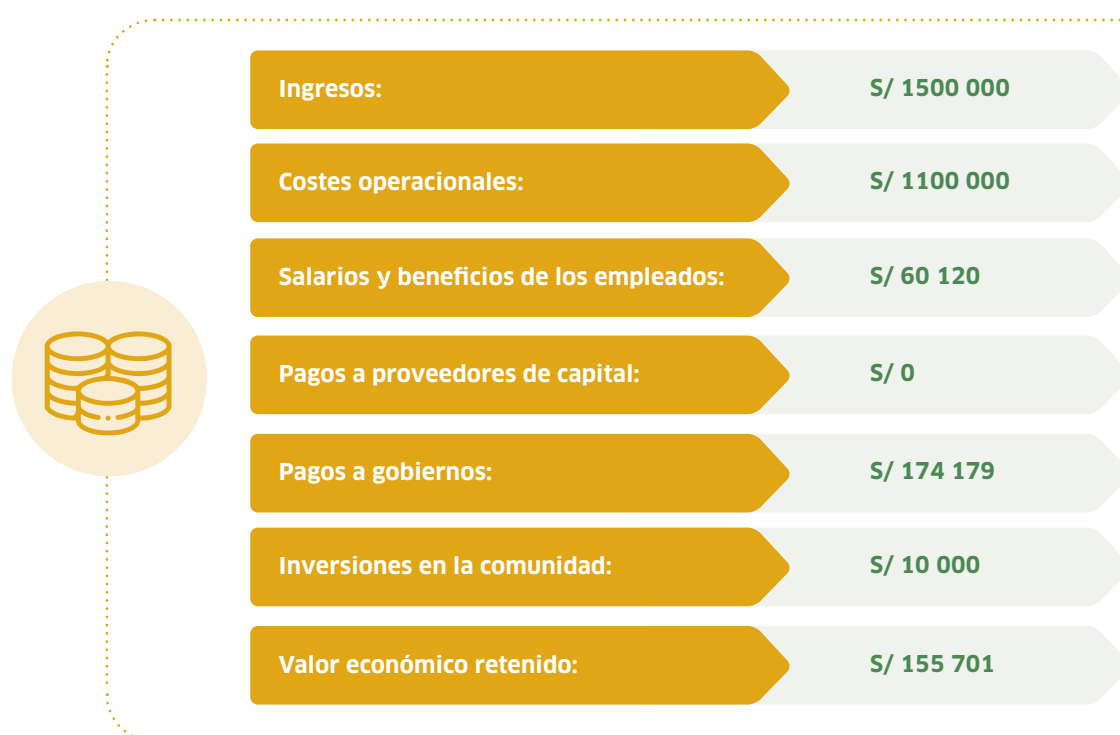 Ingresos: S/ 1500 000
Costes operacionales: S/ 1100 000
Salarios y beneficios de los empleados: S/ 60 120
Pagos a proveedores de capital: S/ 0
Pagos a gobiernos: S/ 174 179
Inversiones en la comunidad: S/ 10 000
Valor económico retenido: S/ 155 701